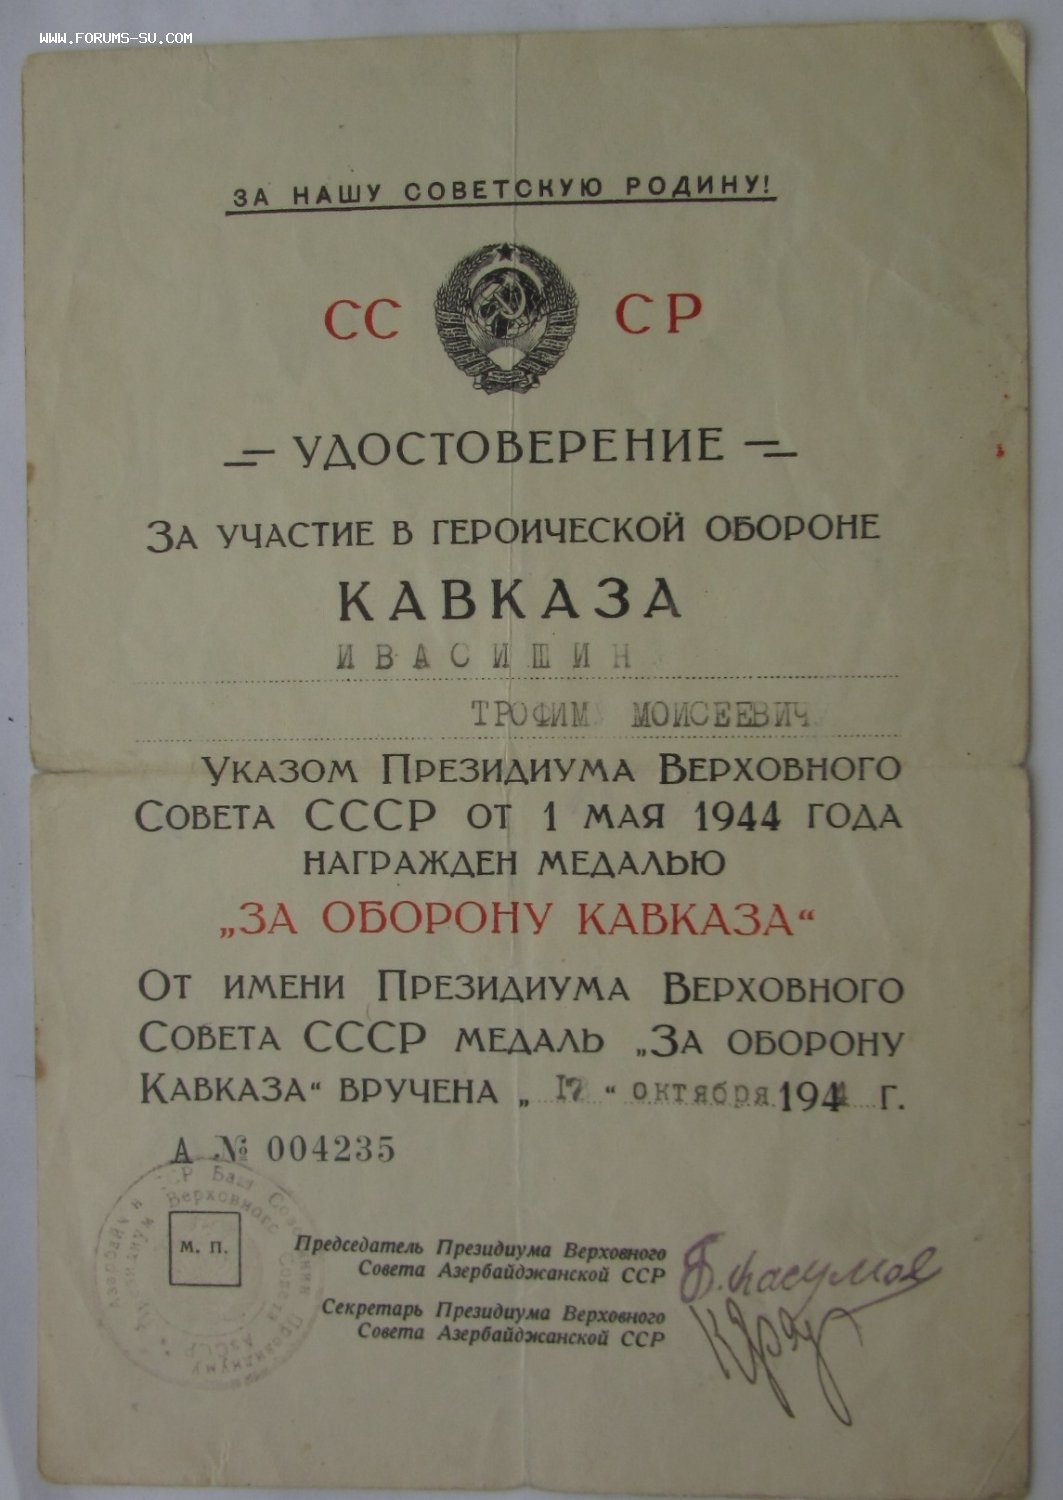 www.forums-su.com
ЗА НАШУ СОВЕТСКУЮ РОДИНУ!
СС СР
УДОСТОВЕРЕНИЕ
ЗА УЧАСТИЕ В ГЕРОИЧЕСКОЙ ОБОРОНЕ
КАВКАЗА
ИВАСИШИН
ТРОФИМ МОИСЕЕВИЧ
УКАЗОМ ПРЕЗИДИУМА ВЕРХОВНОГО
СОВЕТА СССР ОТ 1 МАЯ 1944 ГОДА
НАГРАЖДЕН МЕДАЛЬЮ
„ЗА ОБОРОНУ КАВКАЗА“
ОТ ИМЕНИ ПРЕЗИДИУМА ВЕРХОВНОГО
СОВЕТА СССР МЕДАЛЬ „ЗА ОБОРОНУ
КАВКАЗА“ ВРУЧЕНА „ 17 “ октября 1944 г.
А № 004235
М. П.
Председатель Президиума Верховного
Совета Азербайджанской ССР
Секретарь Президиума Верховного
Совета Азербайджанской ССР